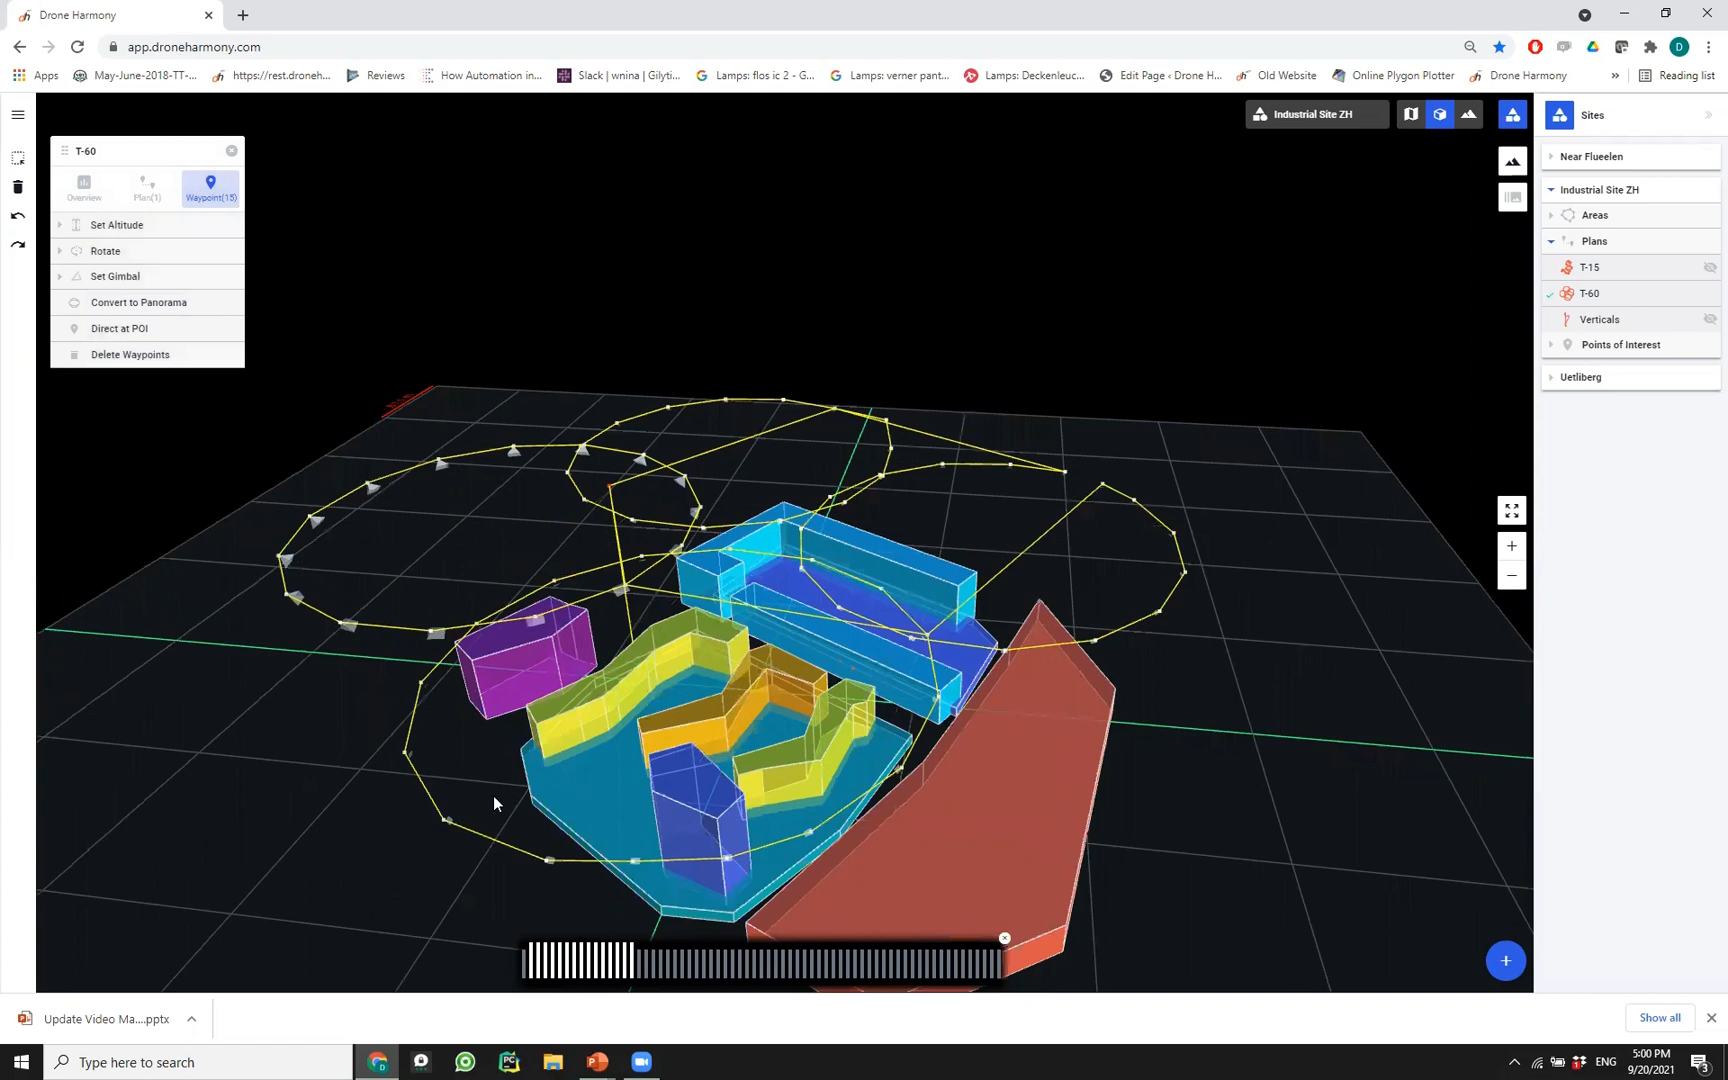 Drone Harmony
app.droneharmony.com
Apps
May-June-2018-TT-...
https://rest.droneh...
Reviews
How Automation in...
Slack | wnina | Gilyti...
Lamps: flos ic 2 - G...
Lamps: verner pant...
Lamps: Deckenleuc...
Edit Page ‹ Drone H...
Old Website
Online Plygon Plotter
Drone Harmony
»
Reading list
T-60
Overview
Plan(1)
Waypoint(15)
Set Altitude
Rotate
Set Gimbal
Convert to Panorama
Direct at POI
Delete Waypoints
Industrial Site ZH
Sites
Near Flueelen
Industrial Site ZH
Areas
Plans
T-15
T-60
Verticals
Points of Interest
Uetliberg
Update Video Ma....pptx
Show all
Type here to search
ENG
5:00 PM
9/20/2021
3